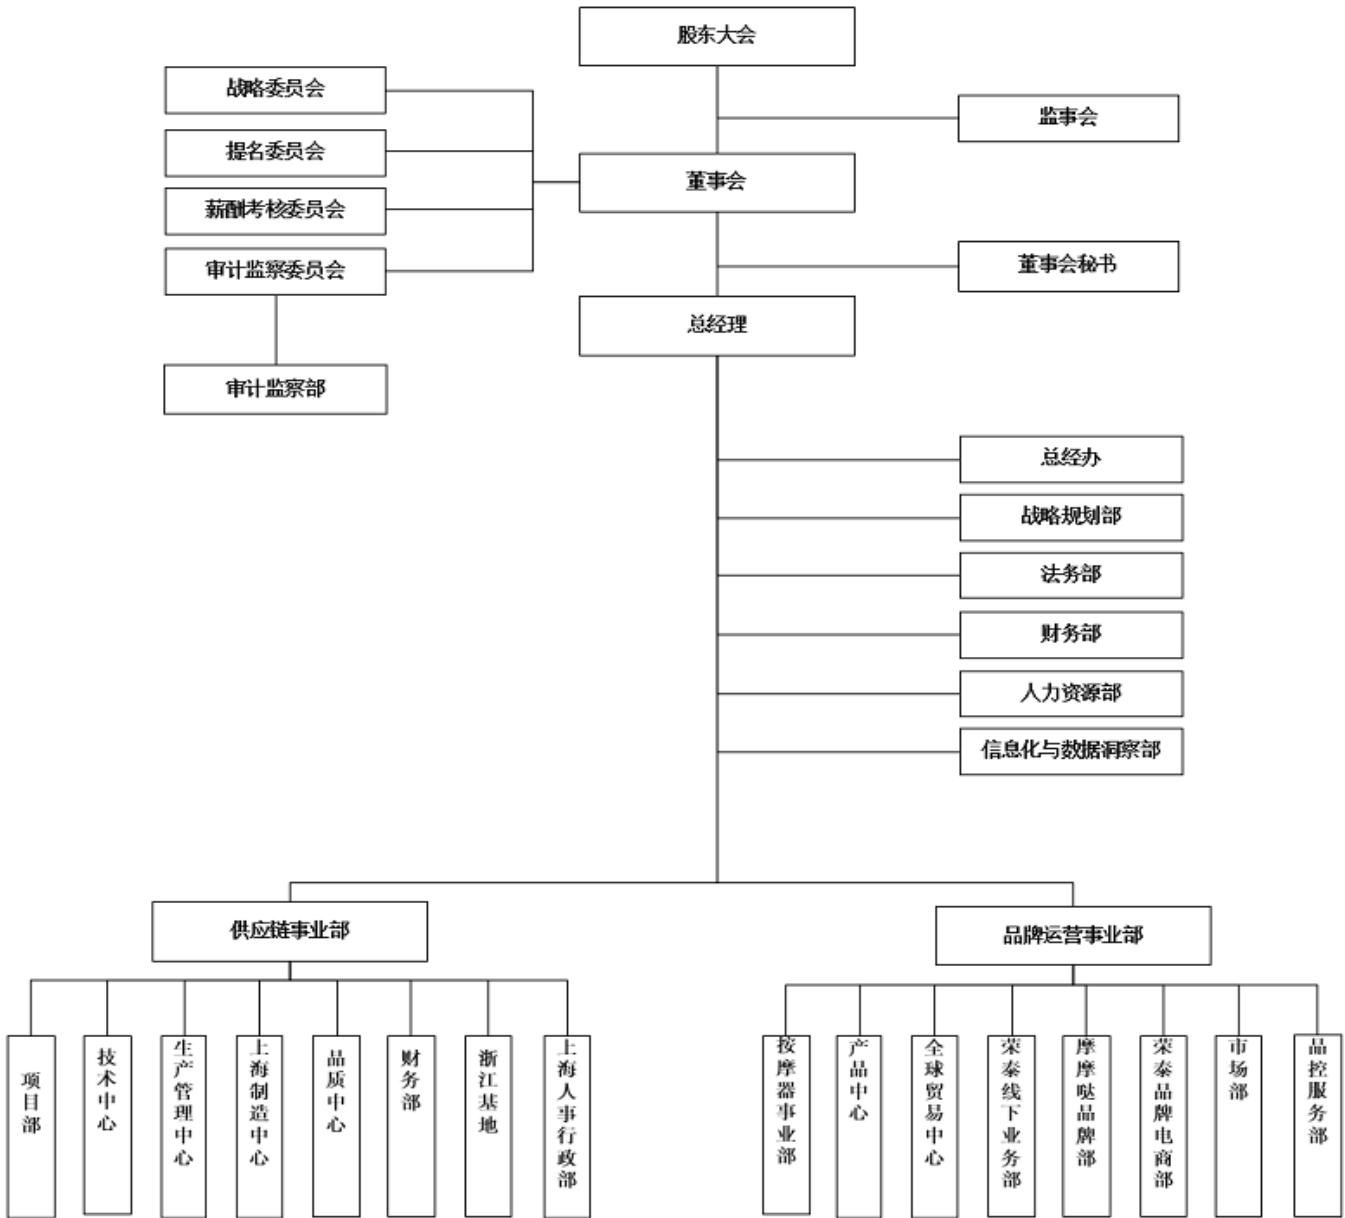 股东大会
战略委员会
监事会
提名委员会
董事会
薪酬考核委员会
审计监察委员会
董事会秘书
总经理
审计监察部
总经办
战略规划部
法务部
财务部
人力资源部
信息化与数据洞察部
供应链事业部
品牌运营事业部
项目部
技术中心
生产管理中心
上海制造中心
品质中心
财务部
浙江基地
上海人事行政部
按摩器事业部
产品中心
全球贸易中心
荣泰线下业务部
摩摩哒品牌部
荣泰品牌电商部
市场部
品控服务部